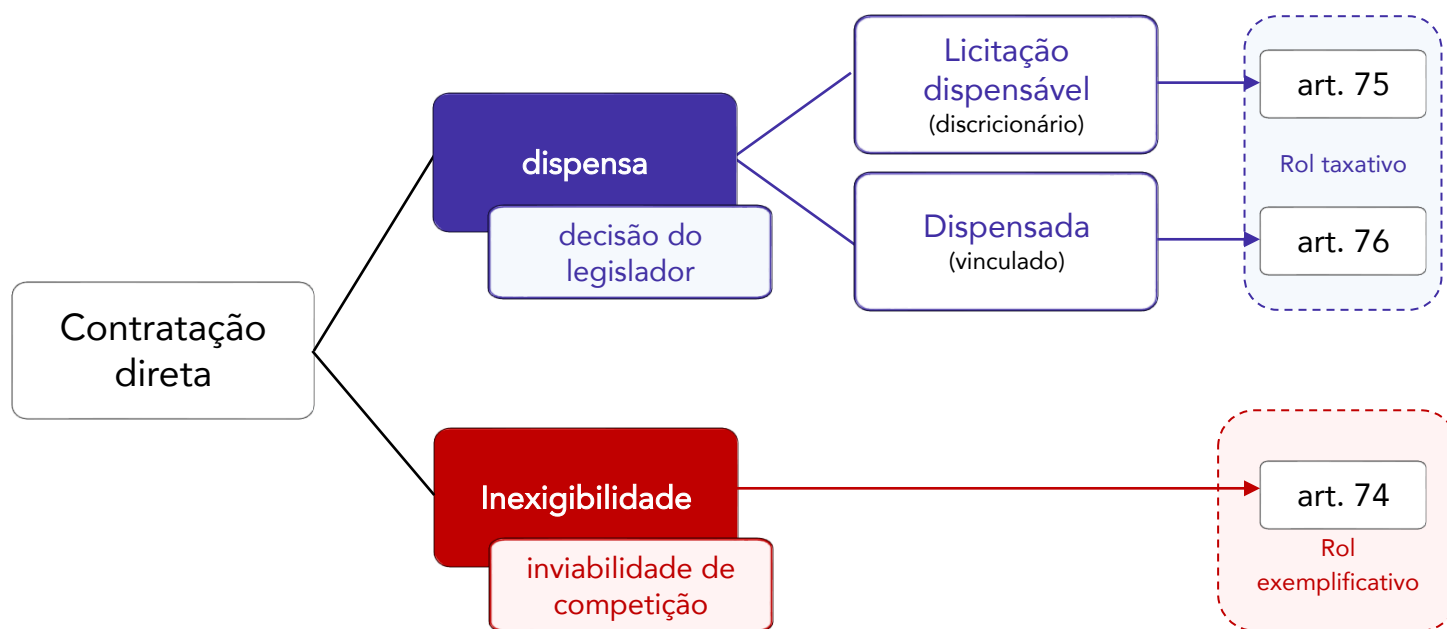 Contratação
direta
dispensa
decisão do
legislador
Licitação
dispensável
(discricionário)
art. 75
Rol taxativo
Dispensada
(vinculado)
art. 76
Inexigibilidade
inviabilidade de
competição
art. 74
Rol
exemplificativo